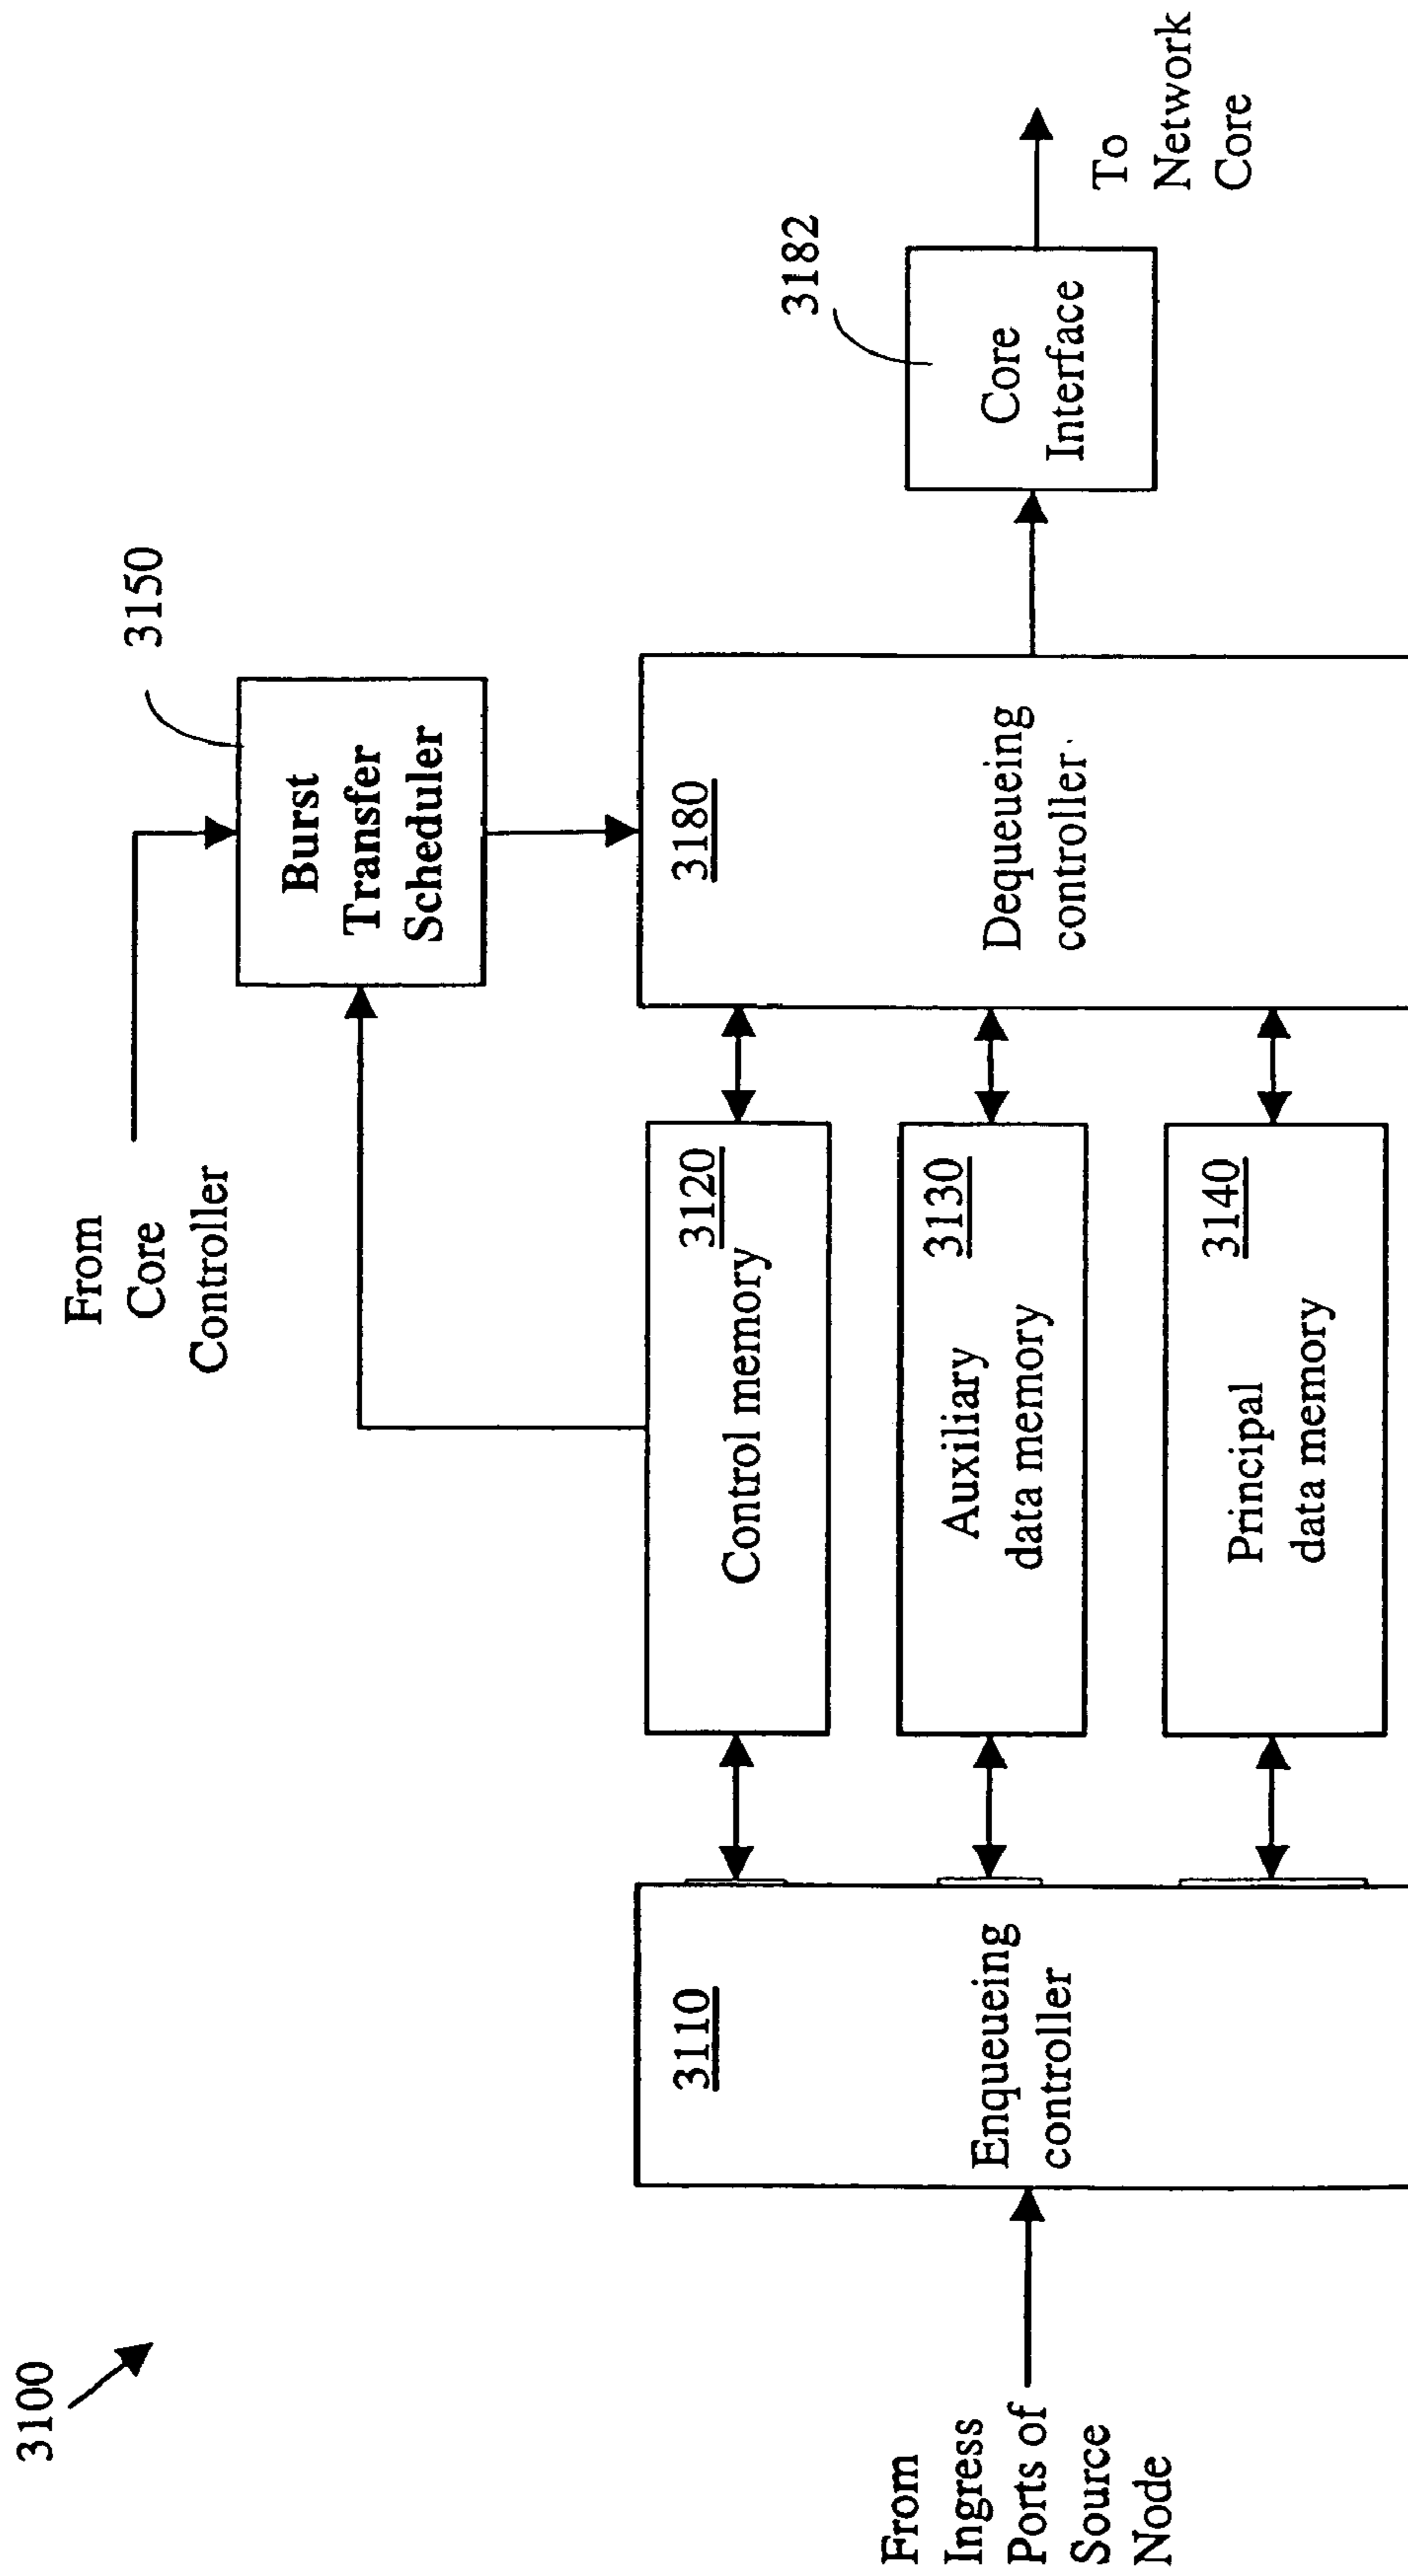 3100
From
Core
Controller
3150
Burst
Transfer
Scheduler
3182
Core
Interface
To
Network
Core
3180
Dequeueing
controller
3120
Control memory
3130
Auxiliary
data memory
3140
Principal
data memory
3110
Enqueueing
controller
From
Ingress
Ports of
Source
Node